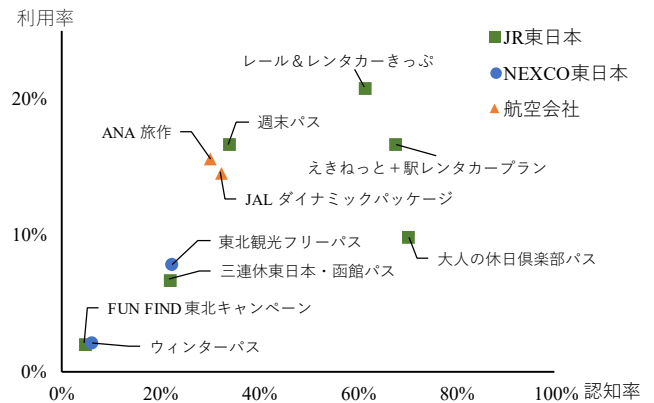 利用率
JR東日本
レール＆レンタカーきっぷ
NEXCO東日本
20%
航空会社
週末パス
ANA 旅作
えきねっと＋駅レンタカープラン
JAL ダイナミックパッケージ
10%
東北観光フリーパス
大人の休日倶楽部パス
三連休東日本・函館パス
FUN FIND 東北キャンペーン
ウィンターパス
0%
0% 20% 40% 60% 80% 100% 認知率